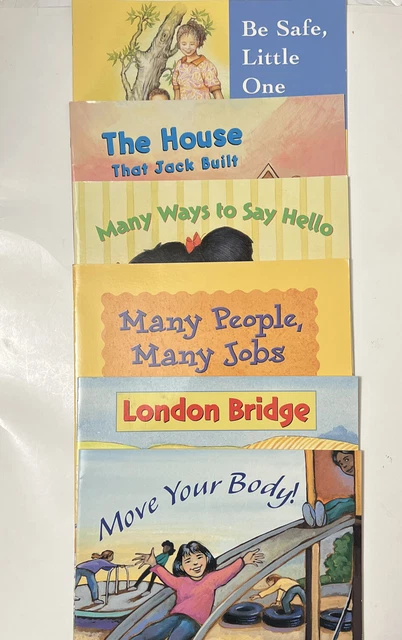 Be Safe,
Little
One
The House
That Jack Built
Many Ways to Say Hello
Many People,
Many Jobs
London Bridge
Move Your Body!